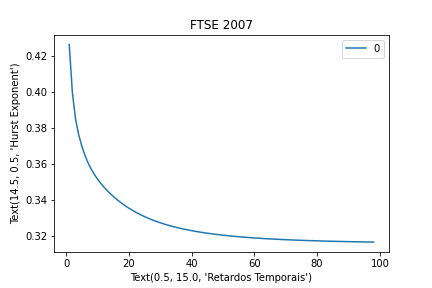 FTSE 2007
0
0.42
0.40
0.38
0.36
0.34
0.32
Text(14.5, 0.5, 'Hurst Exponent')
0 20 40 60 80 100
Text(0.5, 15.0, 'Retardos Temporais')